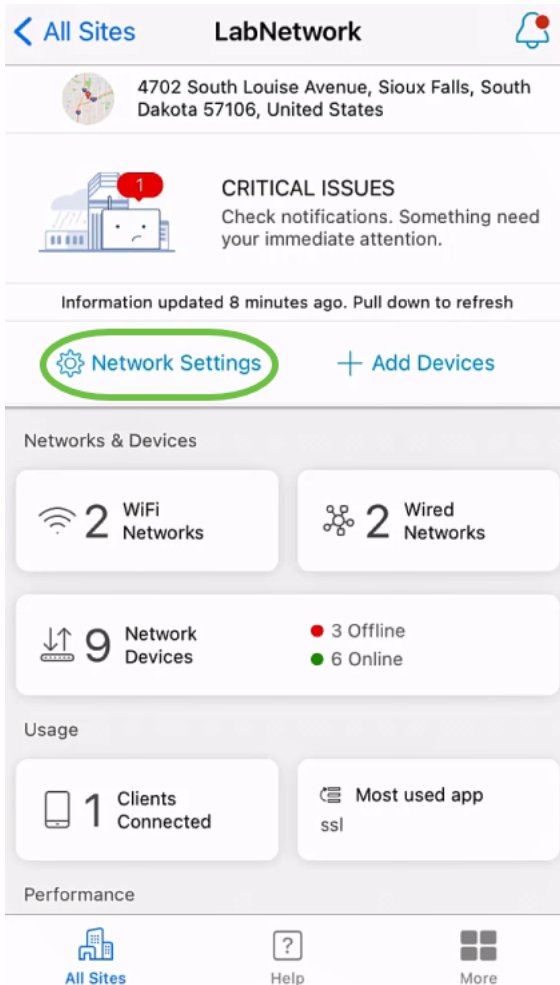 All Sites
LabNetwork
4702 South Louise Avenue, Sioux Falls, South
Dakota 57106, United States
1
CRITICAL ISSUES
Check notifications. Something need
your immediate attention.
Information updated 8 minutes ago. Pull down to refresh
Network Settings
Add Devices
Networks & Devices
2 WiFi
Networks
2 Wired
Networks
9 Network
Devices
3 Offline
6 Online
Usage
1 Clients
Connected
Most used app
ssl
Performance
All Sites
?
Help
More